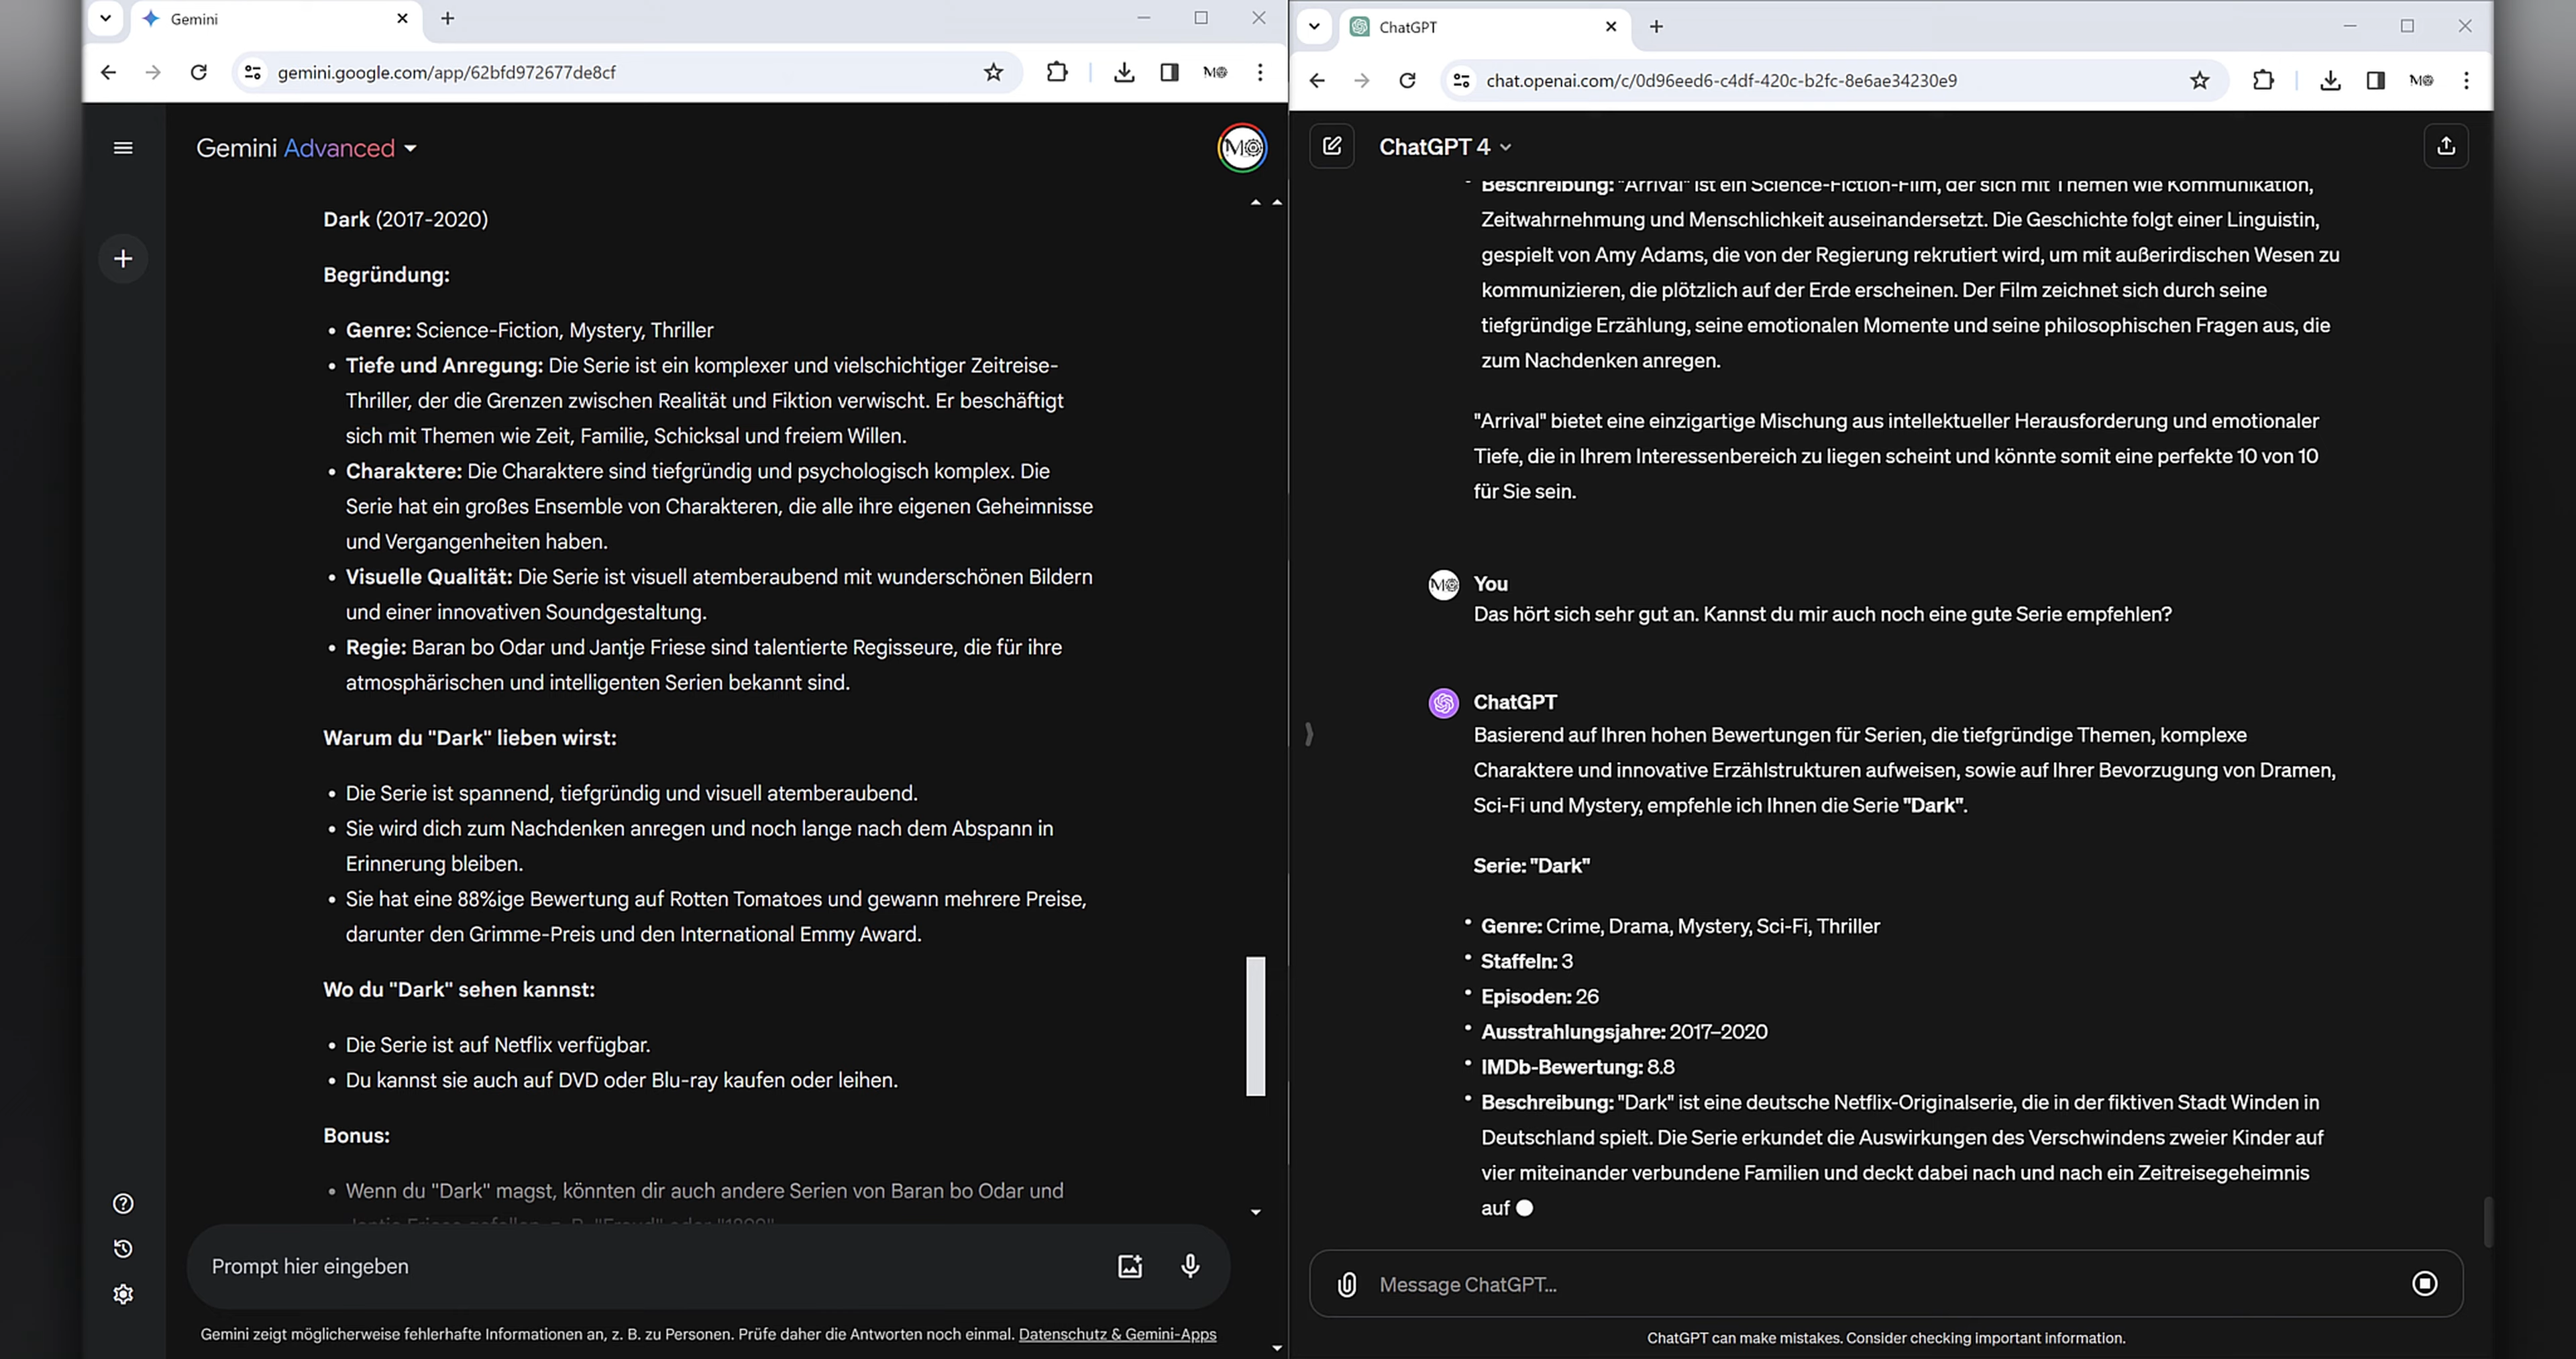 Gemini
gemini.google.com/app/62bfd972677de8cf
M
Gemini Advanced
M
Dark (2017-2020)
Begründung:
• Genre: Science-Fiction, Mystery, Thriller
• Tiefe und Anregung: Die Serie ist ein komplexer und vielschichtiger Zeitreise-
Thriller, der die Grenzen zwischen Realität und Fiktion verwischt. Er beschäftigt
sich mit Themen wie Zeit, Familie, Schicksal und freiem Willen.
• Charaktere: Die Charaktere sind tiefgründig und psychologisch komplex. Die
Serie hat ein großes Ensemble von Charakteren, die alle ihre eigenen Geheimnisse
und Vergangenheiten haben.
• Visuelle Qualität: Die Serie ist visuell atemberaubend mit wunderschönen Bildern
und einer innovativen Soundgestaltung.
• Regie: Baran bo Odar und Jantje Friese sind talentierte Regisseure, die für ihre
atmosphärischen und intelligenten Serien bekannt sind.
Warum du "Dark" lieben wirst:
• Die Serie ist spannend, tiefgründig und visuell atemberaubend.
• Sie wird dich zum Nachdenken anregen und noch lange nach dem Abspann in
Erinnerung bleiben.
• Sie hat eine 88%ige Bewertung auf Rotten Tomatoes und gewann mehrere Preise,
darunter den Grimme-Preis und den International Emmy Award.
Wo du "Dark" sehen kannst:
• Die Serie ist auf Netflix verfügbar.
• Du kannst sie auch auf DVD oder Blu-ray kaufen oder leihen.
Bonus:
• Wenn du "Dark" magst, könnten dir auch andere Serien von Baran bo Odar und
Jantje Friese gefallen, z. B. "Freud" oder "1899".
Prompt hier eingeben
Gemini zeigt möglicherweise fehlerhafte Informationen an, z. B. zu Personen. Prüfe daher die Antworten noch einmal. Datenschutz & Gemini-Apps
ChatGPT
chat.openai.com/c/0d96eed6-c4df-420c-b2fc-8e6ae34230e9
M
ChatGPT 4
• Beschreibung: "Arrival" ist ein Science-Fiction-Film, der sich mit Themen wie Kommunikation,
Zeitwahrnehmung und Menschlichkeit auseinandersetzt. Die Geschichte folgt einer Linguistin,
gespielt von Amy Adams, die von der Regierung rekrutiert wird, um mit außerirdischen Wesen zu
kommunizieren, die plötzlich auf der Erde erscheinen. Der Film zeichnet sich durch seine
tiefgründige Erzählung, seine emotionalen Momente und seine philosophischen Fragen aus, die
zum Nachdenken anregen.
"Arrival" bietet eine einzigartige Mischung aus intellektueller Herausforderung und emotionaler
Tiefe, die in Ihrem Interessenbereich zu liegen scheint und könnte somit eine perfekte 10 von 10
für Sie sein.
M
You
Das hört sich sehr gut an. Kannst du mir auch noch eine gute Serie empfehlen?
ChatGPT
Basierend auf Ihren hohen Bewertungen für Serien, die tiefgründige Themen, komplexe
Charaktere und innovative Erzählstrukturen aufweisen, sowie auf Ihrer Bevorzugung von Dramen,
Sci-Fi und Mystery, empfehle ich Ihnen die Serie "Dark".
Serie: "Dark"
• Genre: Crime, Drama, Mystery, Sci-Fi, Thriller
• Staffeln: 3
• Episoden: 26
• Ausstrahlungsjahre: 2017–2020
• IMDb-Bewertung: 8.8
• Beschreibung: "Dark" ist eine deutsche Netflix-Originalserie, die in der fiktiven Stadt Winden in
Deutschland spielt. Die Serie erkundet die Auswirkungen des Verschwindens zweier Kinder auf
vier miteinander verbundene Familien und deckt dabei nach und nach ein Zeitreisegeheimnis
auf
Message ChatGPT...
ChatGPT can make mistakes. Consider checking important information.